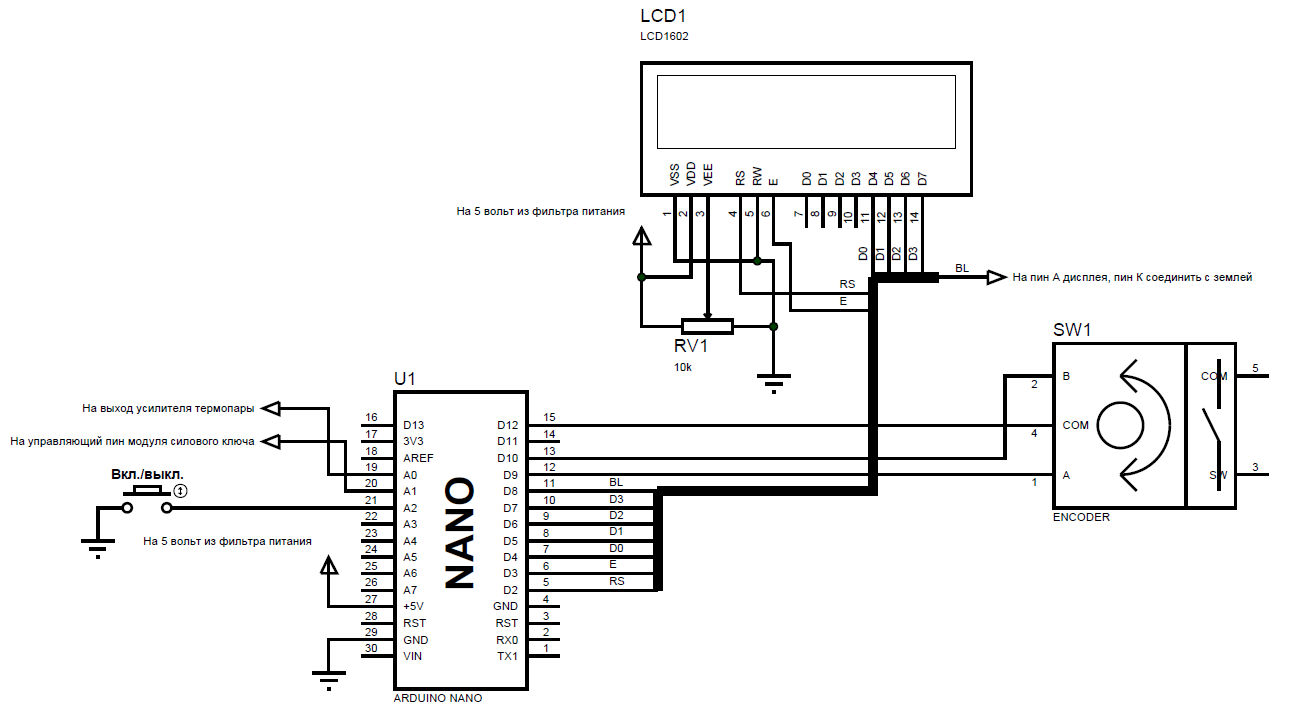 LCD1
LCD1602
VSS VDD VEE RS RW E D0 D1 D2 D3 D4 D5 D6 D7
1 2 3 4 5 6 7 8 9 10 11 12 13 14
На 5 вольт из фильтра питания
D0 D1 D2 D3
BL
На пин А дисплея, пин К соединить с землей
RS
E
RV1
10k
SW1
2 B
4 COM
1 A
COM 5
SW 3
ENCODER
U1
На выход усилителя термопары
На управляющий пин модуля силового ключа
Вкл./выкл.
На 5 вольт из фильтра питания
16 D13
17 3V3
18 AREF
19 A0
20 A1
21 A2
22 A3
23 A4
24 A5
25 A6
26 A7
27 +5V
28 RST
29 GND
30 VIN
NANO
D12 15
D11 14
D10 13
D9 12
D8 11 BL
D7 10 D3
D6 9 D2
D5 8 D1
D4 7 D0
D3 6 E
D2 5 RS
GND 4
RST 3
RX0 2
TX1 1
ARDUINO NANO